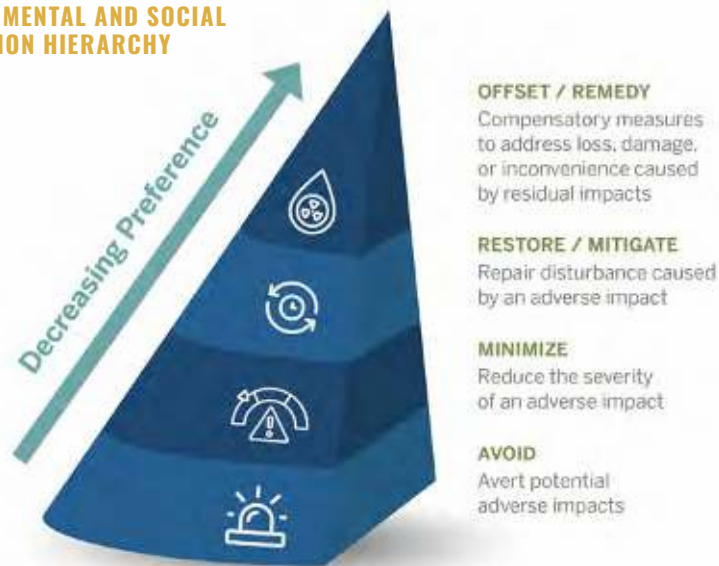 MENTAL AND SOCIAL
ION HIERARCHY
Decreasing Preference
OFFSET / REMEDY
Compensatory measures
to address loss, damage,
or inconvenience caused
by residual impacts
RESTORE / MITIGATE
Repair disturbance caused
by an adverse impact
MINIMIZE
Reduce the severity
of an adverse impact
AVOID
Avert potential
adverse impacts